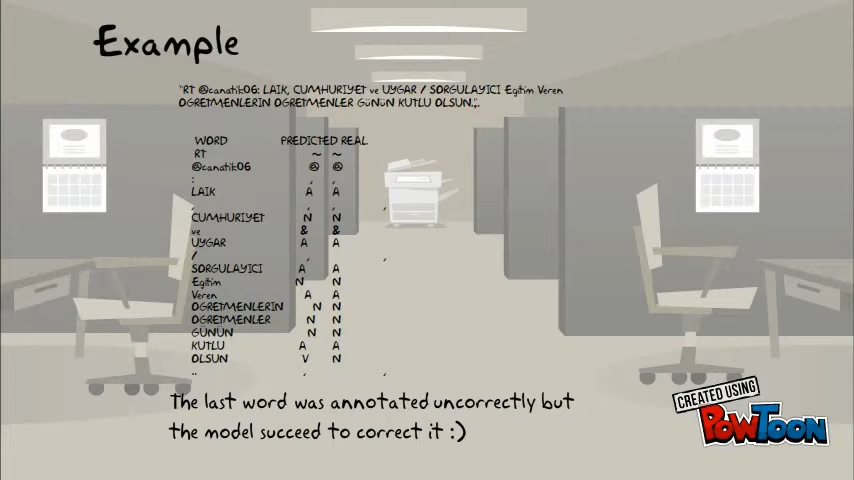 Example
"RT @canatik06: LAIK, CUMHURIYET ve UYGAR / SORGULAYICI Egitim Veren
OGRETMENLERIN OGRETMENLER GüNüN KUTLU OLSUN.;.
WORD PREDICTED REAL
RT ~ ~
@canatik06 @ @
: , ,
LAIK A A
, , ,
CUMHURIYET N N
ve & &
UYGAR A A
/ , ,
SORGULAYICI A A
Egitim N N
Veren A A
OGRETMENLERIN N N
OGRETMENLER N N
GÜNÜN N N
KUTLU A A
OLSUN V N
.. , ,
The last word was annotated uncorrectly but
the model succeed to correct it :)
CREATED USING
POWTOON